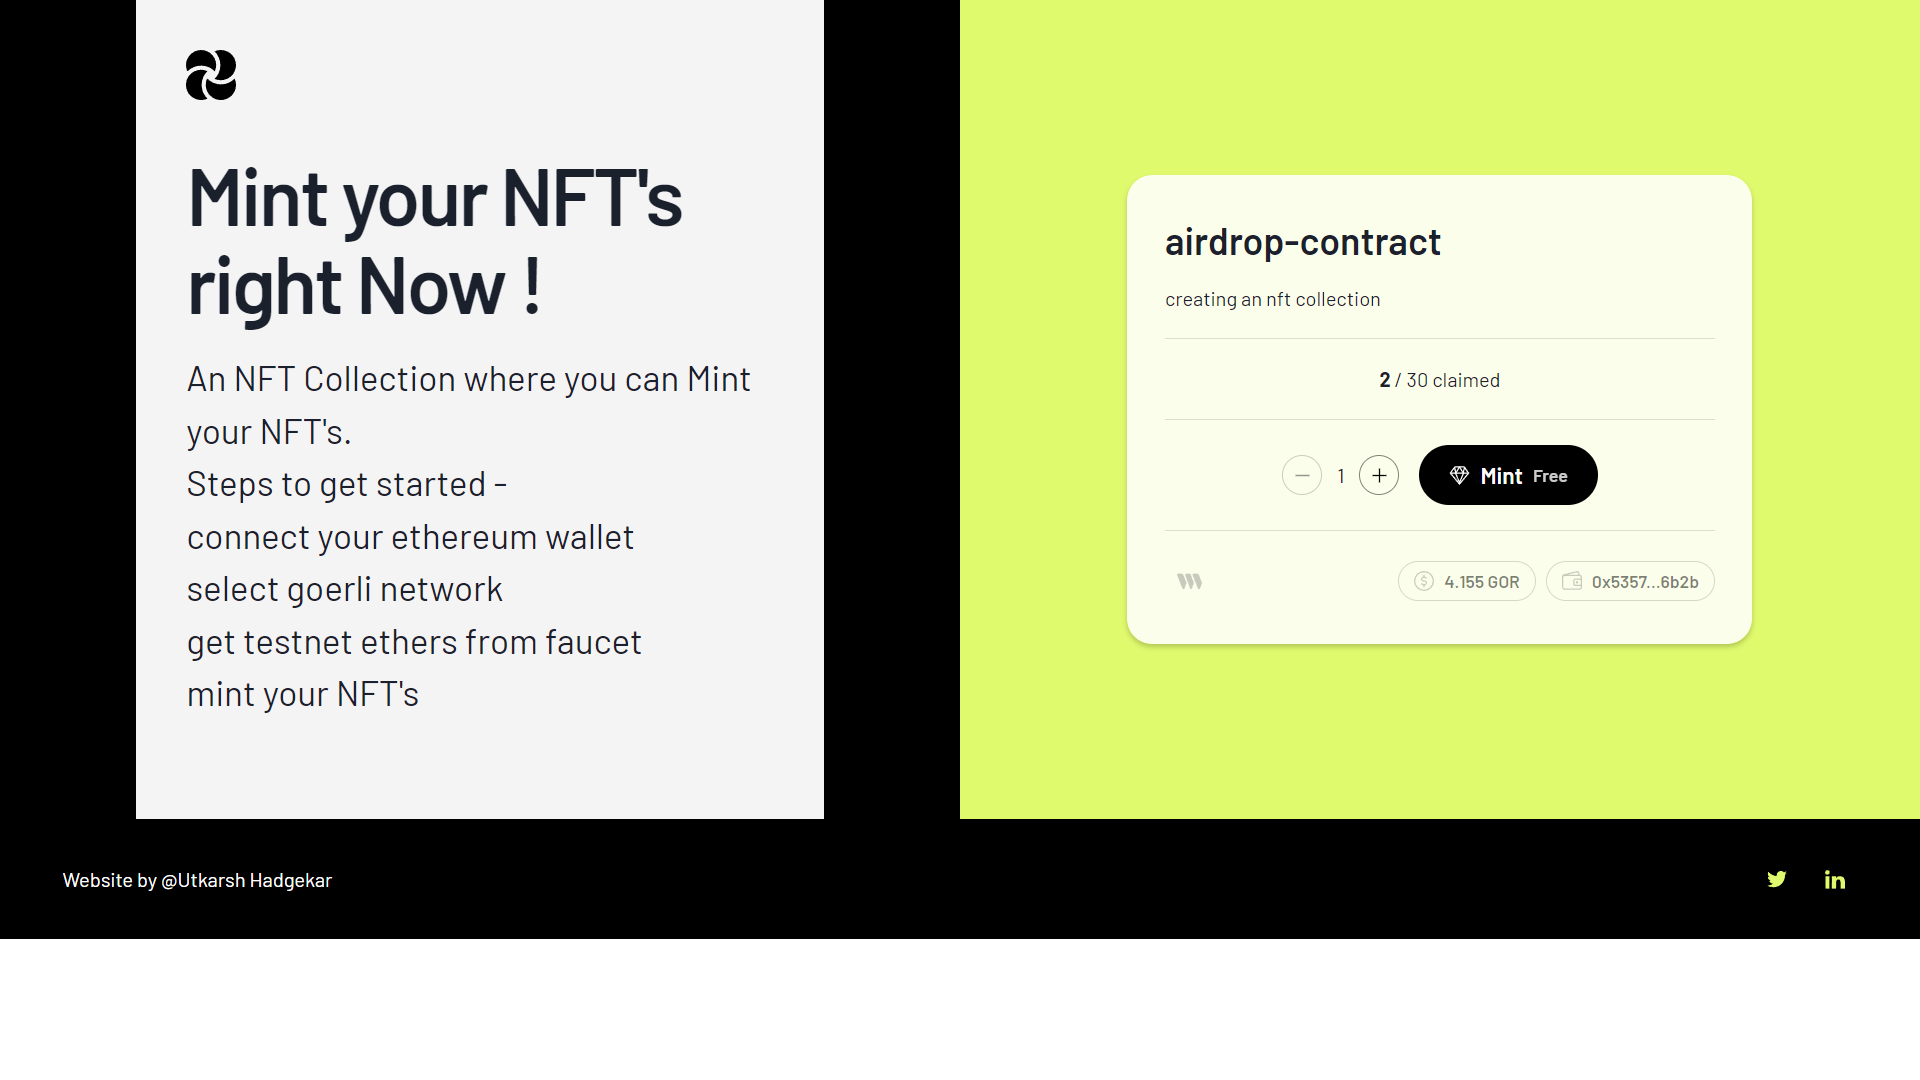 Mint your NFT's
right Now !
An NFT Collection where you can Mint
your NFT's.
Steps to get started -
connect your ethereum wallet
select goerli network
get testnet ethers from faucet
mint your NFT's
airdrop-contract
creating an nft collection
2 / 30 claimed
1
Mint Free
4.155 GOR
0x5357...6b2b
Website by @Utkarsh Hadgekar